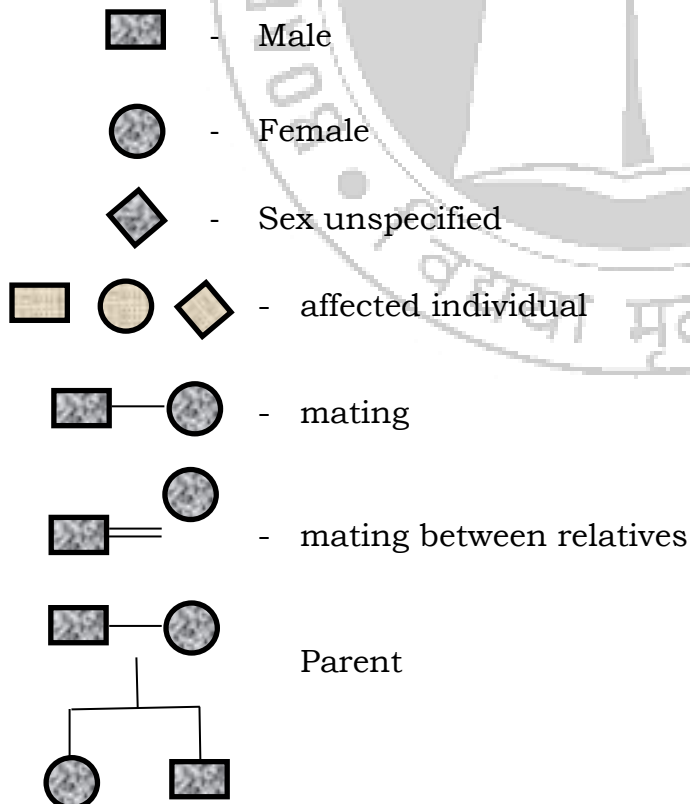 - Male
- Female
- Sex unspecified
- affected individual
- mating
- mating between relatives
Parent